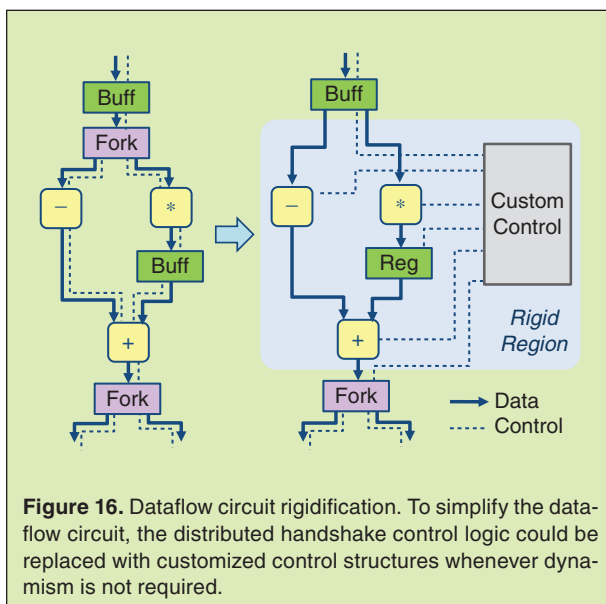 Buff
Fork
−
*
Buff
+
Fork
Buff
−
*
Reg
+
Fork
Custom
Control
Rigid
Region
Data
Control
Figure 16. Dataflow circuit rigidification. To simplify the data-
flow circuit, the distributed handshake control logic could be
replaced with customized control structures whenever dyna-
mism is not required.